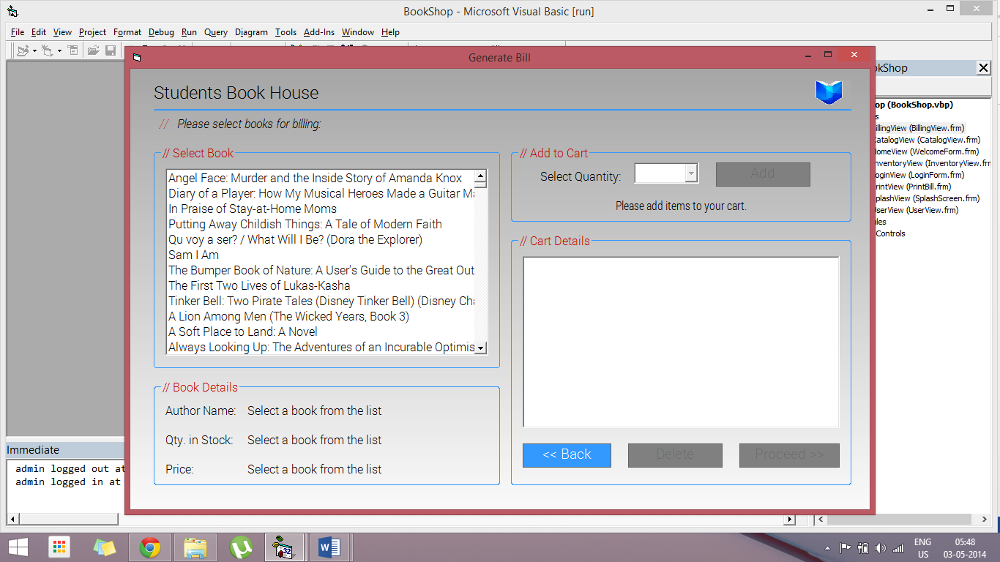 BookShop - Microsoft Visual Basic [run]
File Edit View Project Format Debug Run Query Diagram Tools Add-Ins Window Help
Generate Bill
Students Book House
// Please select books for billing:
// Select Book
Angel Face: Murder and the Inside Story of Amanda Knox
Diary of a Player: How My Musical Heroes Made a Guitar Ma
In Praise of Stay-at-Home Moms
Putting Away Childish Things: A Tale of Modern Faith
Qu voy a ser? / What Will I Be? (Dora the Explorer)
Sam I Am
The Bumper Book of Nature: A User's Guide to the Great Out
The First Two Lives of Lukas-Kasha
Tinker Bell: Two Pirate Tales (Disney Tinker Bell) (Disney Cha
A Lion Among Men (The Wicked Years, Book 3)
A Soft Place to Land: A Novel
Always Looking Up: The Adventures of an Incurable Optimis
// Book Details
Author Name: Select a book from the list
Qty. in Stock: Select a book from the list
Price: Select a book from the list
// Add to Cart
Select Quantity: Add
Please add items to your cart.
// Cart Details
<< Back Delete Proceed >>
okShop
op (BookShop.vbp)
s
illingView (BillingView.frm)
CatalogView (CatalogView.frm)
omeView (WelcomeForm.frm)
nventoryView (InventoryView.frm
oginView (LoginForm.frm)
rintView (PrintBill.frm)
plashView (SplashScreen.frm)
serView (UserView.frm)
les
Controls
Immediate
admin logged out at
admin logged in at
32
ENG
US
05:48
03-05-2014